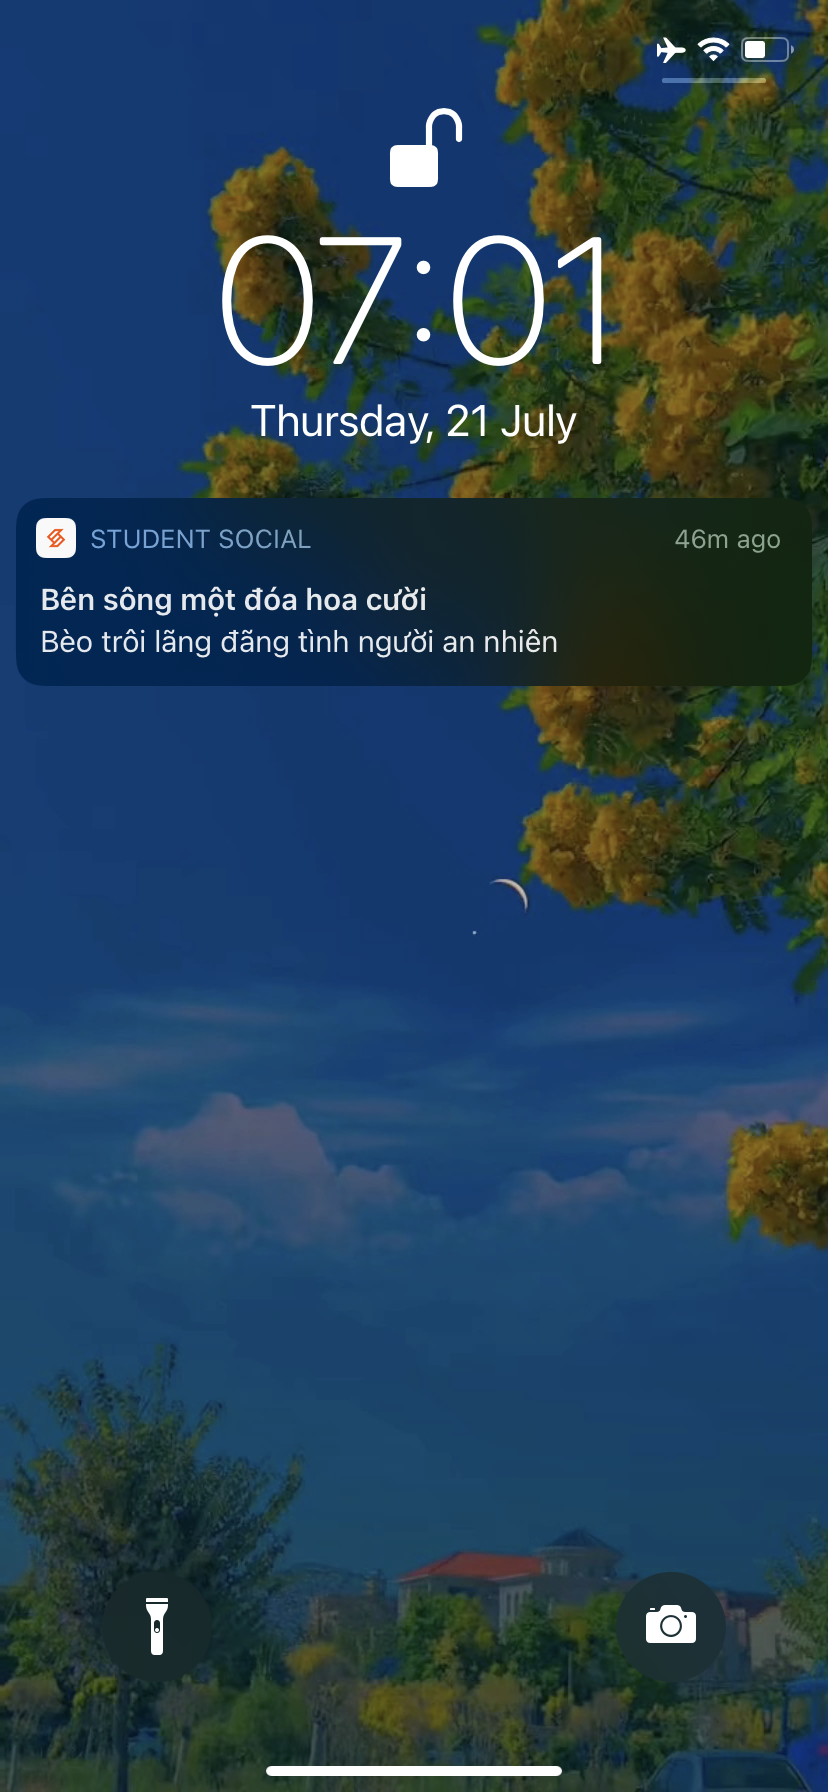 07:01
Thursday, 21 July
STUDENT SOCIAL 46m ago
Bên sông một đóa hoa cười
Bèo trôi lãng đãng tình người an nhiên